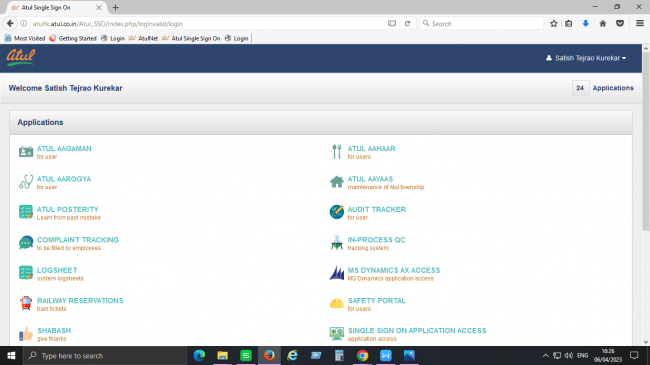 Atul Single Sign On
atultk.atul.co.in/Atul_SSO/index.php/loginvalid/login
Search
Most Visited Getting Started Login AtulNet Atul Single Sign On Login
Atul
Satish Tejrao Kurekar
Welcome Satish Tejrao Kurekar
24 Applications
Applications
ATUL AAGAMAN
for user
ATUL AAHAAR
for users
ATUL AAROGYA
for user
ATUL AAVAAS
maintenance of Atul township
ATUL POSTERITY
Learn from past mistake
AUDIT TRACKER
for user
COMPLAINT TRACKING
to be filled by employees
IN-PROCESS QC
tracking system
LOGSHEET
system logsheets
MS DYNAMICS AX ACCESS
MS Dynamics application access
RAILWAY RESERVATIONS
train tickets
SAFETY PORTAL
for users
SHABASH
give thanks
SINGLE SIGN ON APPLICATION ACCESS
application access
Type here to search
ENG
16:26
06/04/2023